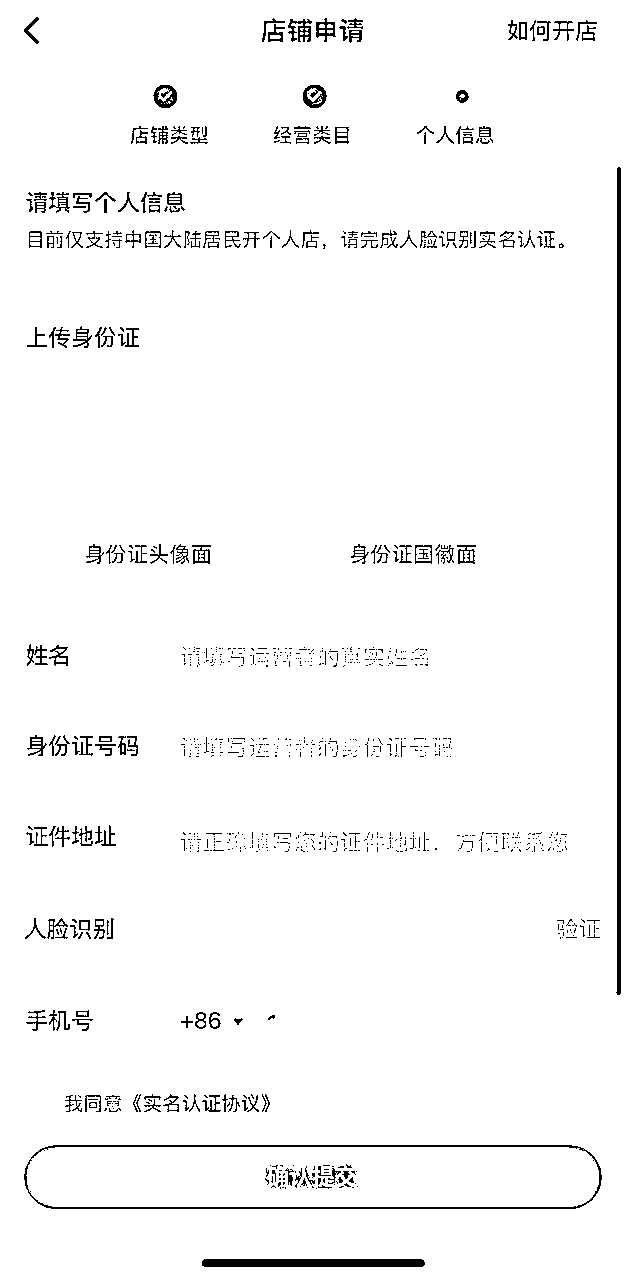 店铺申请
如何开店
店铺类型
经营类目
个人信息
请填写个人信息
目前仅支持中国大陆居民开个人店，请完成人脸识别实名认证。
上传身份证
身份证头像面
身份证国徽面
姓名
请填写运营者的真实姓名
身份证号码
请填写运营者的身份证号码
证件地址
请正确填写您的证件地址，方便联系您
人脸识别
验证
手机号
+86
我同意《实名认证协议》
确认提交